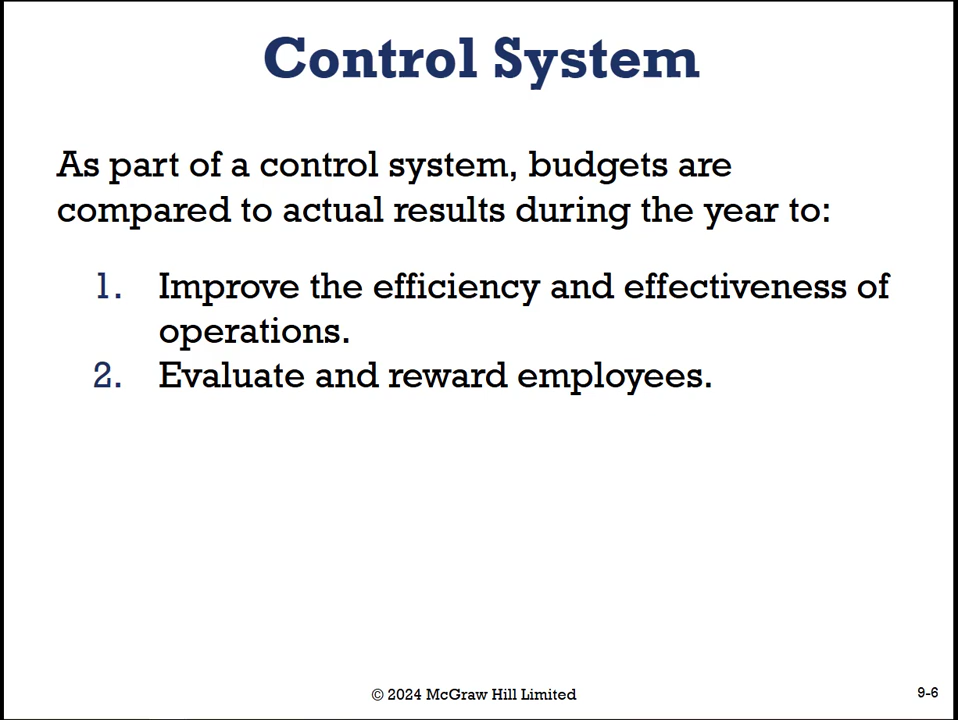 Control System
As part of a control system, budgets are
compared to actual results during the year to:
1. Improve the efficiency and effectiveness of
operations.
2. Evaluate and reward employees.
© 2024 McGraw Hill Limited
9-6